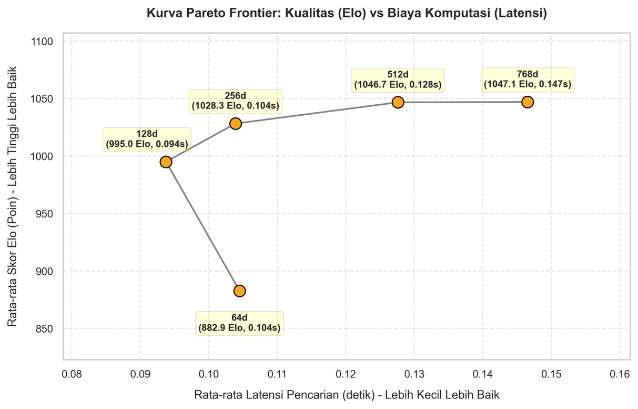 Kurva Pareto Frontier: Kualitas (Elo) vs Biaya Komputasi (Latensi)
Rata-rata Skor Elo (Poin) - Lebih Tinggi Lebih Baik
1100
1050
1000
950
900
850
512d
(1046.7 Elo, 0.128s)
768d
(1047.1 Elo, 0.147s)
256d
(1028.3 Elo, 0.104s)
128d
(995.0 Elo, 0.094s)
64d
(882.9 Elo, 0.104s)
0.08
0.09
0.10
0.11
0.12
0.13
0.14
0.15
0.16
Rata-rata Latensi Pencarian (detik) - Lebih Kecil Lebih Baik